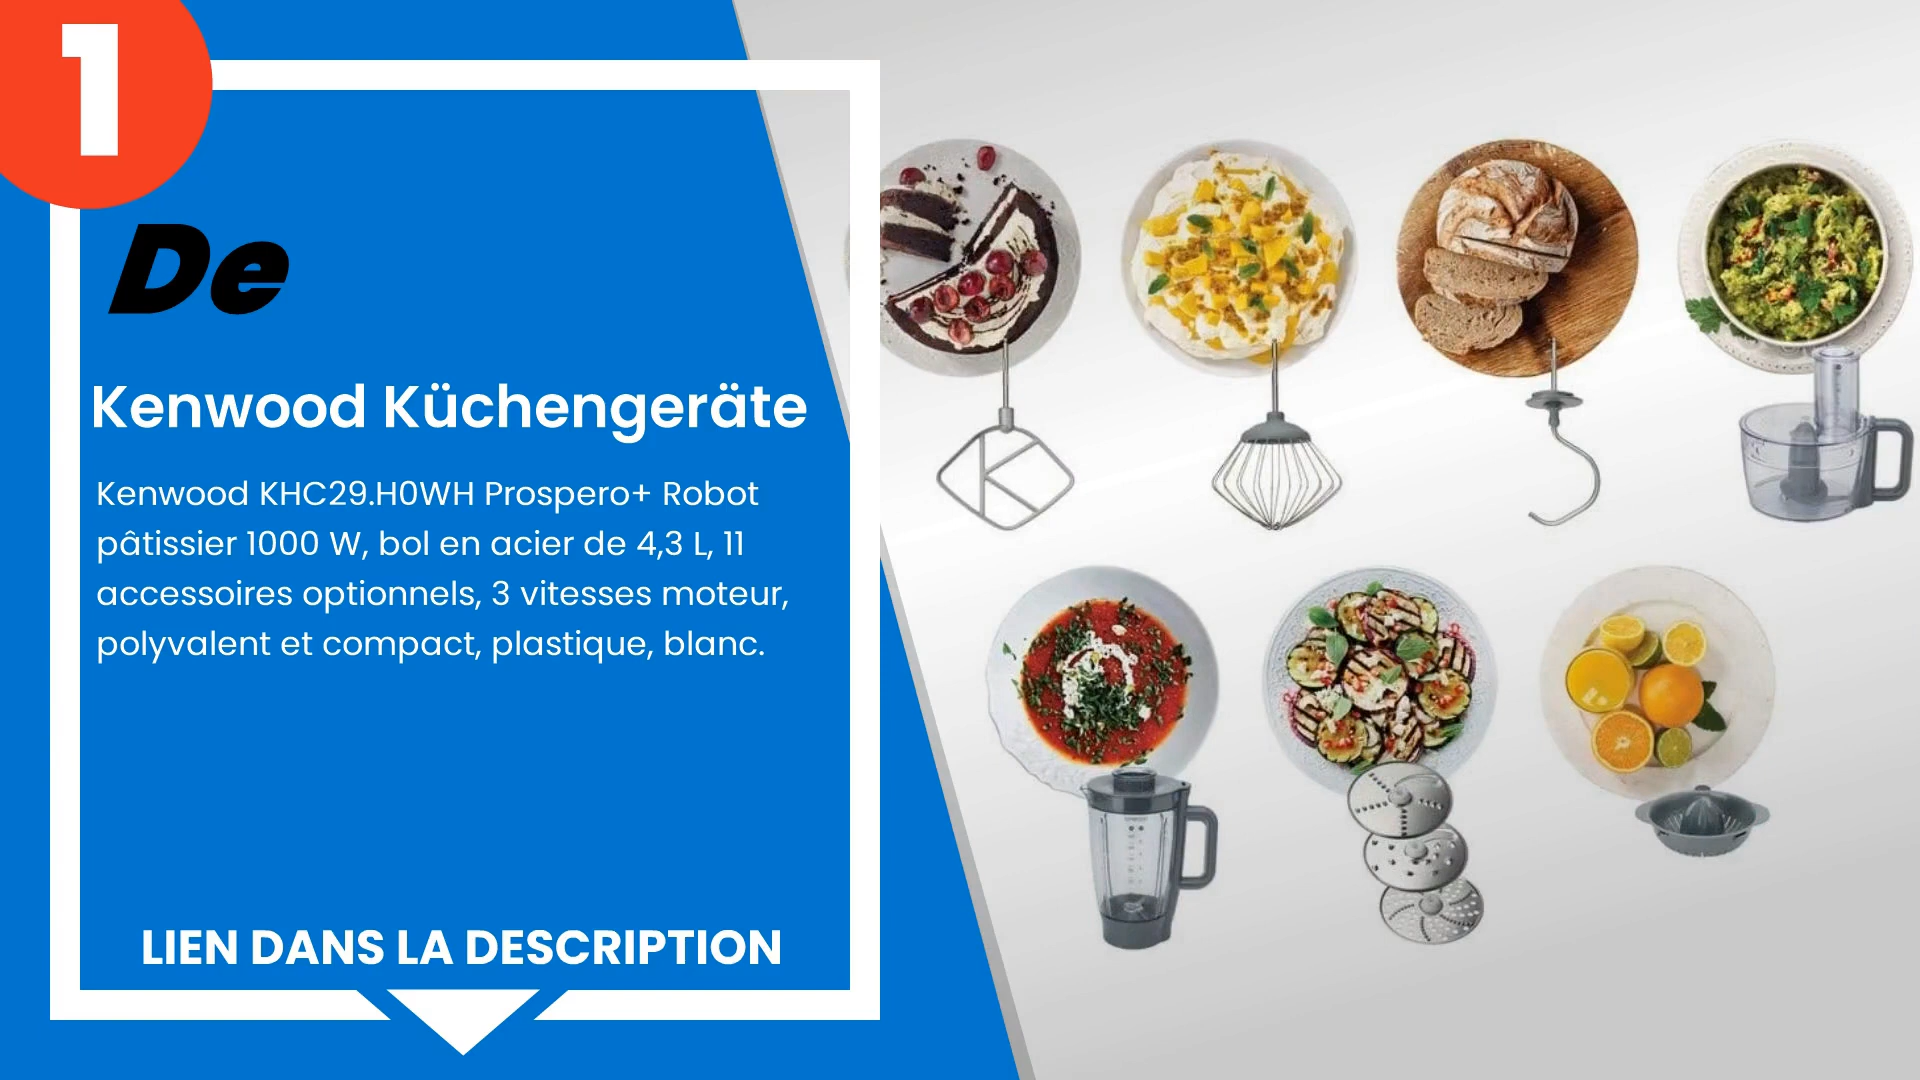 1
De
Kenwood Küchengeräte
Kenwood KHC29.H0WH Prospero+ Robot
pâtissier 1000 W, bol en acier de 4,3 L, 11
accessoires optionnels, 3 vitesses moteur,
polyvalent et compact, plastique, blanc.
LIEN DANS LA DESCRIPTION